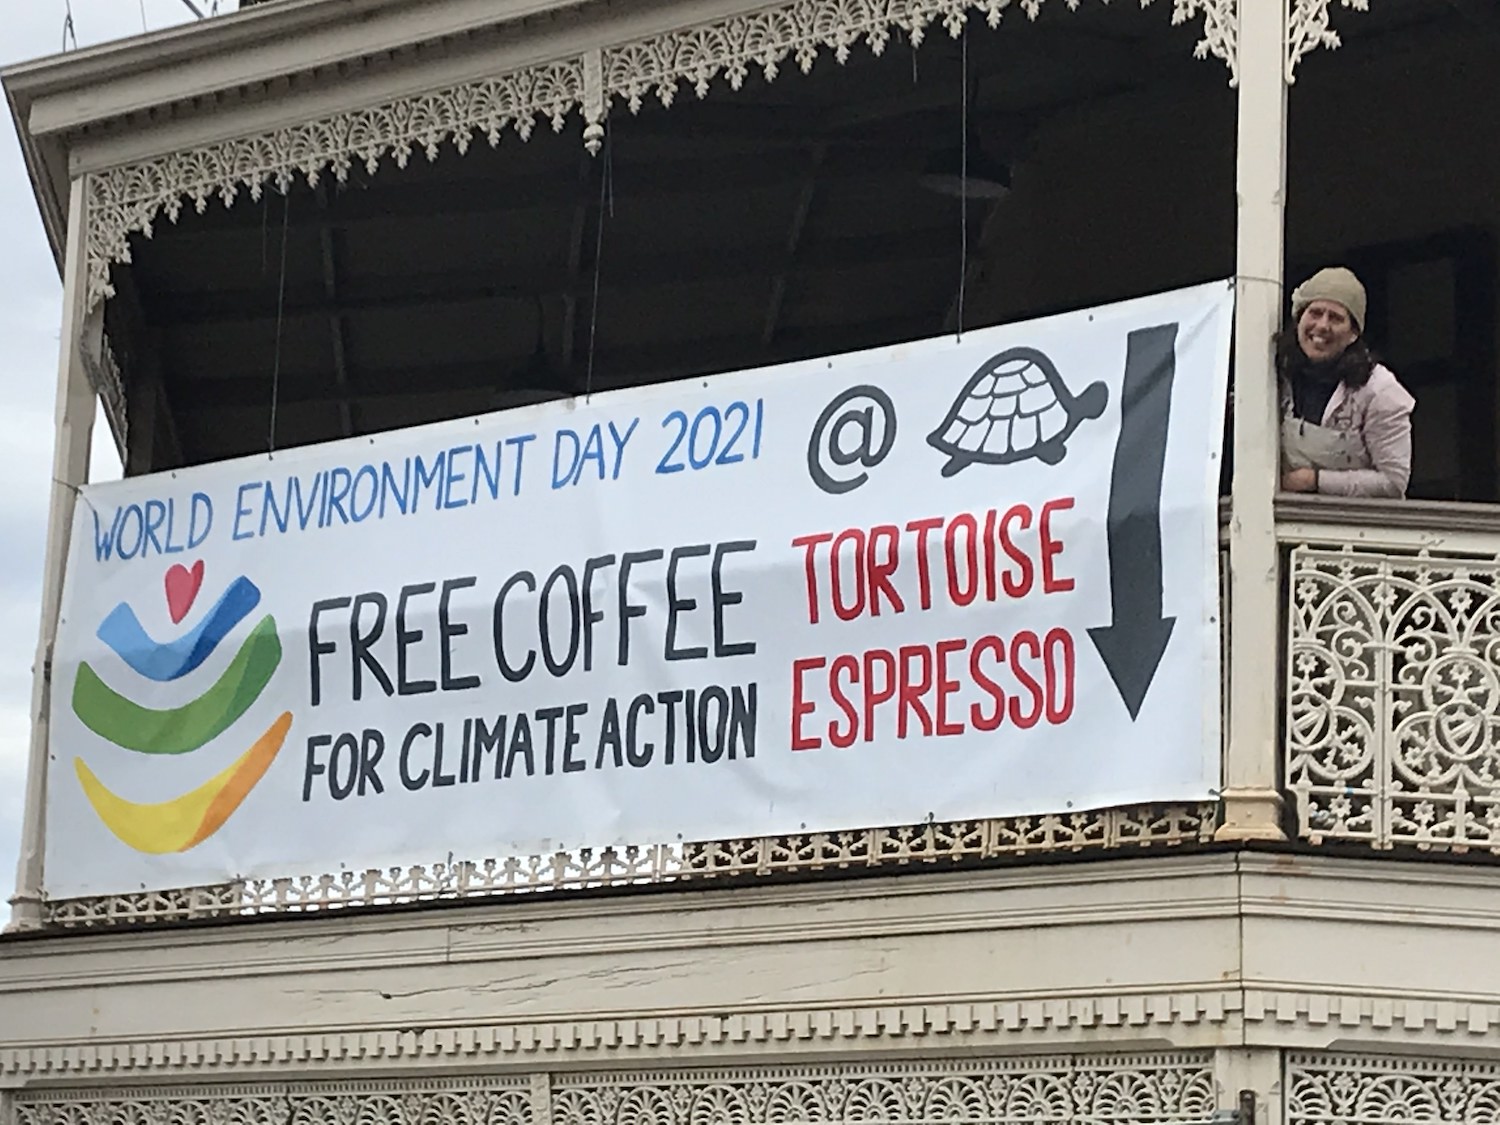 WORLD ENVIRONMENT DAY 2021
@
FREE COFFEE
FOR CLIMATE ACTION
TORTOISE
ESPRESSO